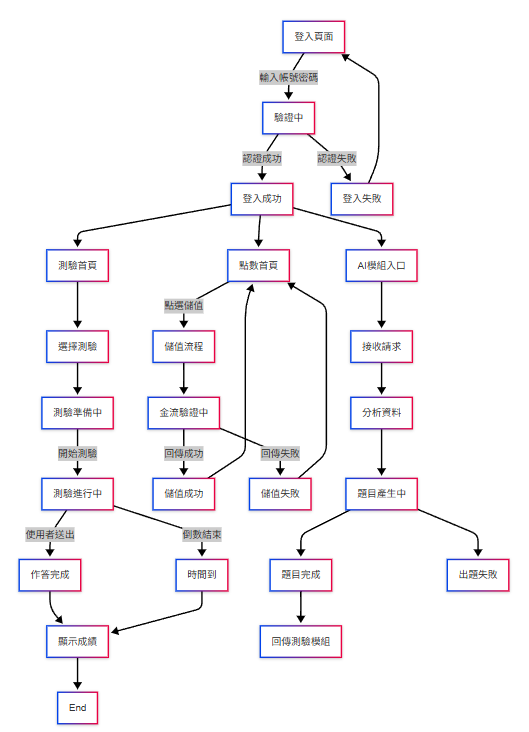 登入頁面
輸入帳號密碼
驗證中
認證成功
認證失敗
登入成功
登入失敗
測驗首頁
點數首頁
AI模組入口
點選儲值
選擇測驗
儲值流程
接收請求
測驗準備中
金流驗證中
分析資料
開始測驗
回傳成功
回傳失敗
測驗進行中
儲值成功
儲值失敗
題目產生中
使用者送出
倒數結束
作答完成
時間到
題目完成
出題失敗
顯示成績
回傳測驗模組
End